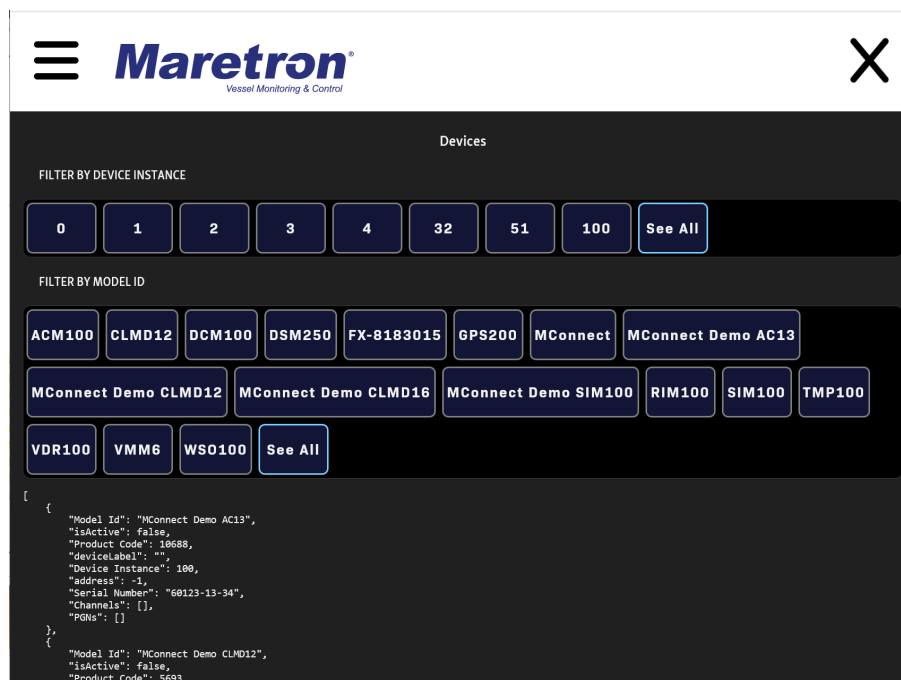 Maretron®
Vessel Monitoring & Control
Devices
FILTER BY DEVICE INSTANCE
0 1 2 3 4 32 51 100 See All
FILTER BY MODEL ID
ACM100 CLMD12 DCM100 DSM250 FX-8183015 GPS200 MConnect MConnect Demo AC13
MConnect Demo CLMD12 MConnect Demo CLMD16 MConnect Demo SIM100 RIM100 SIM100 TMP100
VDR100 VMM6 WSO100 See All
[
{
"Model Id": "MConnect Demo AC13",
"isActive": false,
"Product Code": 10688,
"deviceLabel": "",
"Device Instance": 100,
"address": -1,
"Serial Number": "60123-13-34",
"Channels": [],
"PGNs": []
},
{
"Model Id": "MConnect Demo CLMD12",
"isActive": false,
"Product Code": 5693